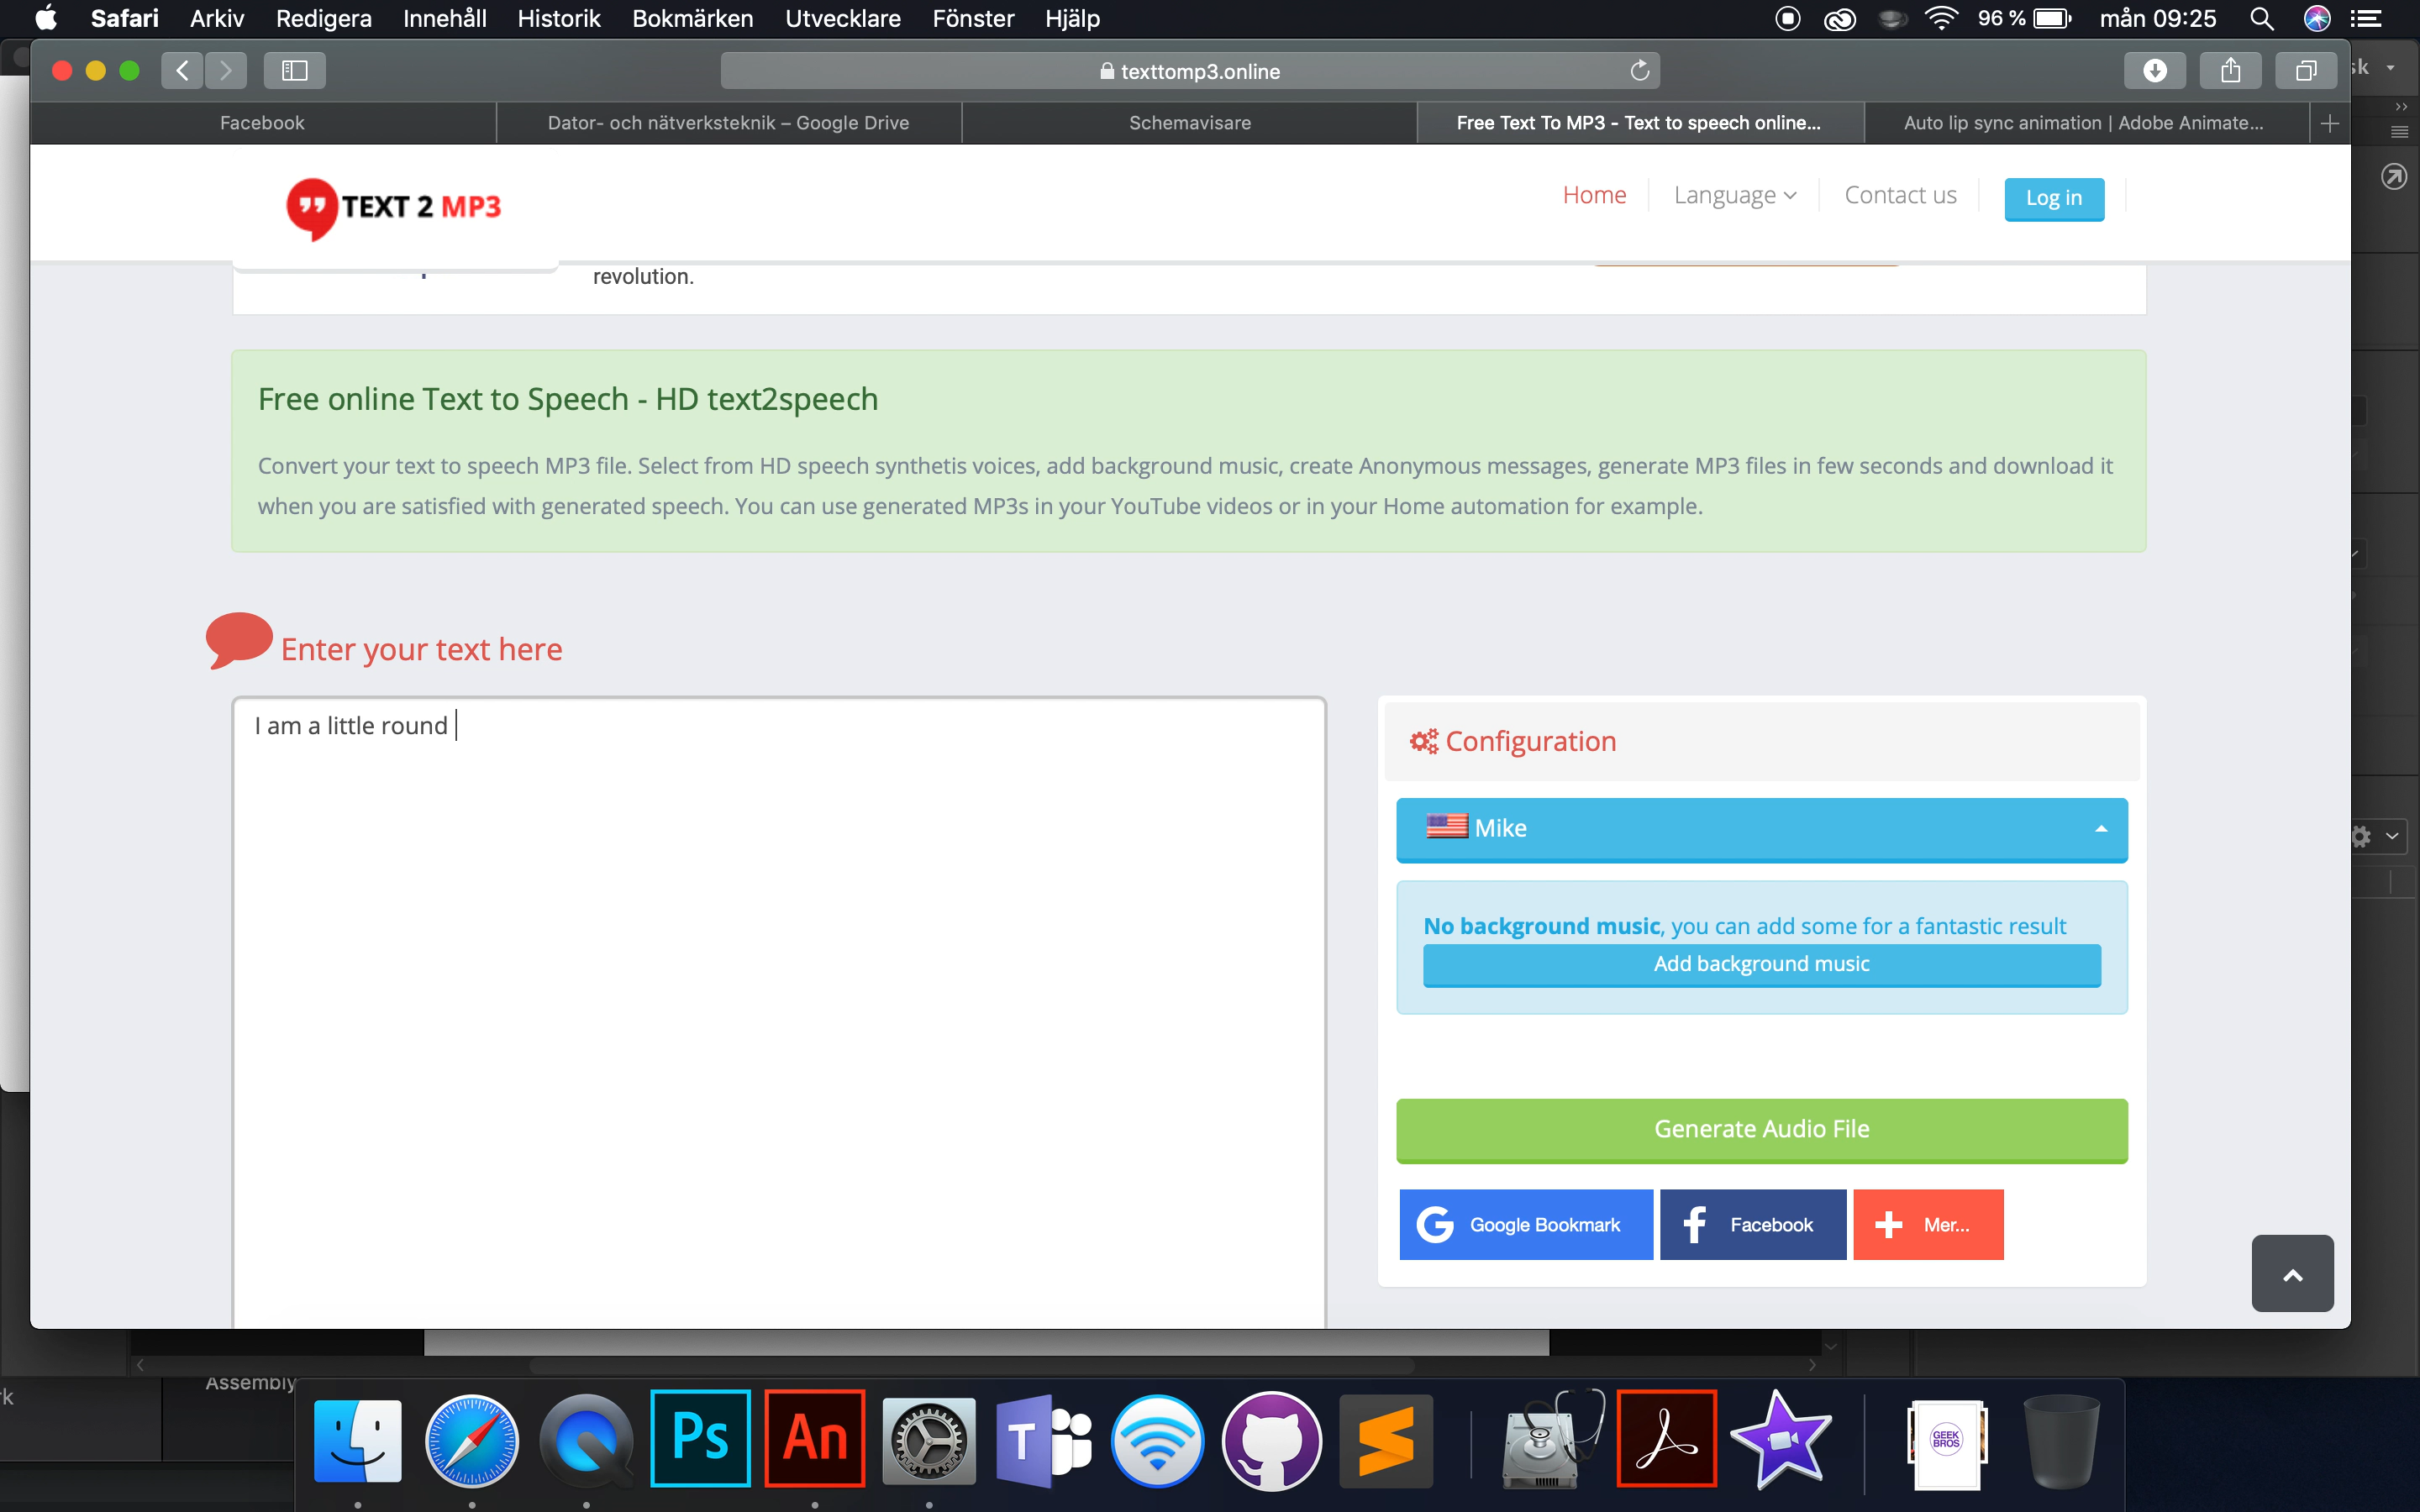 Safari Arkiv Redigera Innehåll Historik Bokmärken Utvecklare Fönster Hjälp 96 % mån 09:25
texttomp3.online
sk
Facebook Dator- och nätverksteknik – Google Drive Schemavisare Free Text To MP3 - Text to speech online... Auto lip sync animation | Adobe Animate...
TEXT 2 MP3
Home Language Contact us Log in
revolution.
Free online Text to Speech - HD text2speech
Convert your text to speech MP3 file. Select from HD speech synthetis voices, add background music, create Anonymous messages, generate MP3 files in few seconds and download it
when you are satisfied with generated speech. You can use generated MP3s in your YouTube videos or in your Home automation for example.
Enter your text here
I am a little round
Configuration
Mike
No background music, you can add some for a fantastic result
Add background music
Generate Audio File
Google Bookmark Facebook Mer...
rk
Assembly
Ps An T
GEEK
BROS